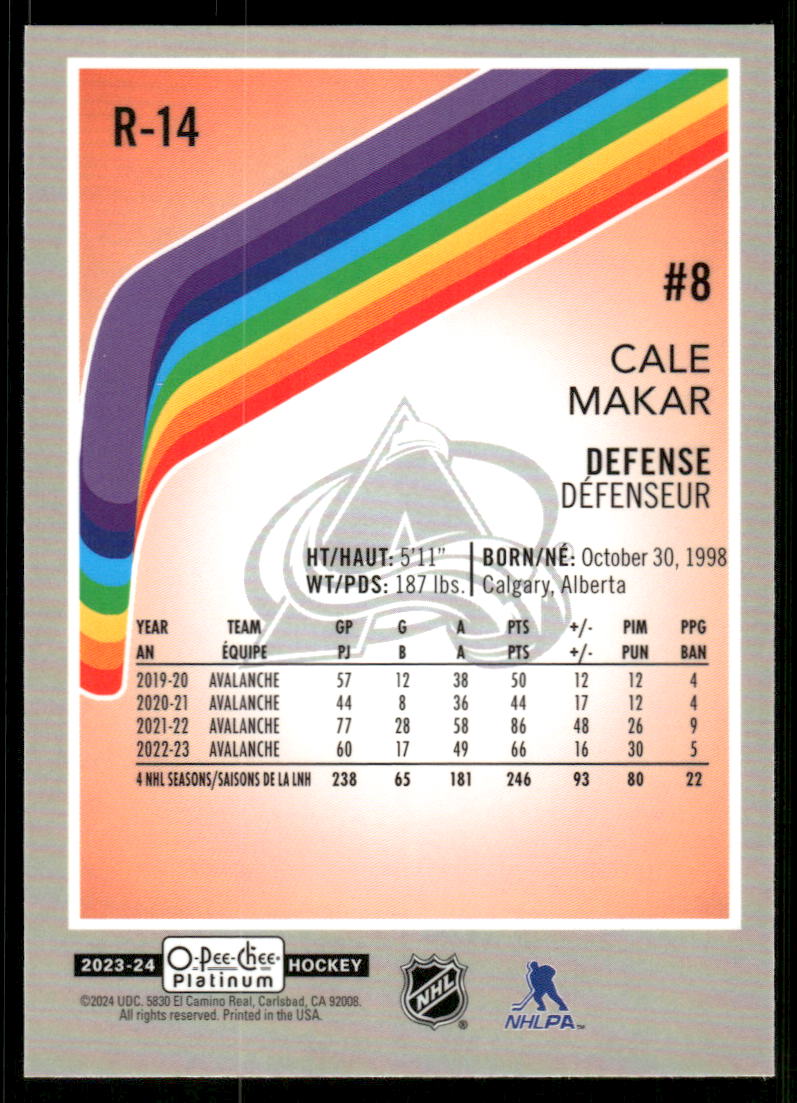 R-14
#8
CALE
MAKAR
DEFENSE
DÉFENSEUR
HT/HAUT: 5'11" BORN/NÉ: October 30, 1998
WT/PDS: 187 lbs. Calgary, Alberta
YEAR TEAM GP G A PTS +/- PIM PPG
AN ÉQUIPE PJ B A PTS +/- PUN BAN
2019-20 AVALANCHE 57 12 38 50 12 12 4
2020-21 AVALANCHE 44 8 36 44 17 12 4
2021-22 AVALANCHE 77 28 58 86 48 26 9
2022-23 AVALANCHE 60 17 49 66 16 30 5
4 NHL SEASONS/SAISONS DE LA LNH 238 65 181 246 93 80 22
2023-24 O-Pee-Chee Platinum HOCKEY
©2024 UDC. 5830 El Camino Real, Carlsbad, CA 92008.
All rights reserved. Printed in the USA.
NHL ®
NHLPA™